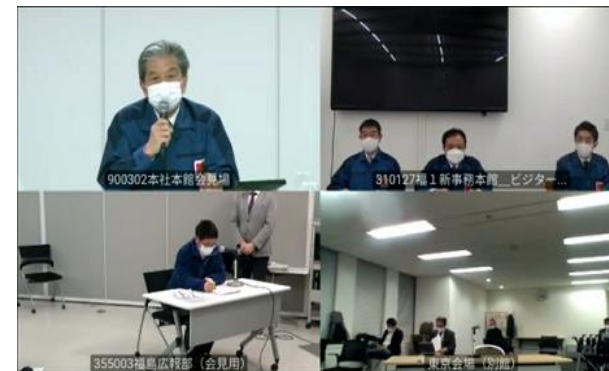 900302本社本館会見場
310127福1新事務本館__ビジター...
355003福島広報部（会見用）
東京会場（別館）